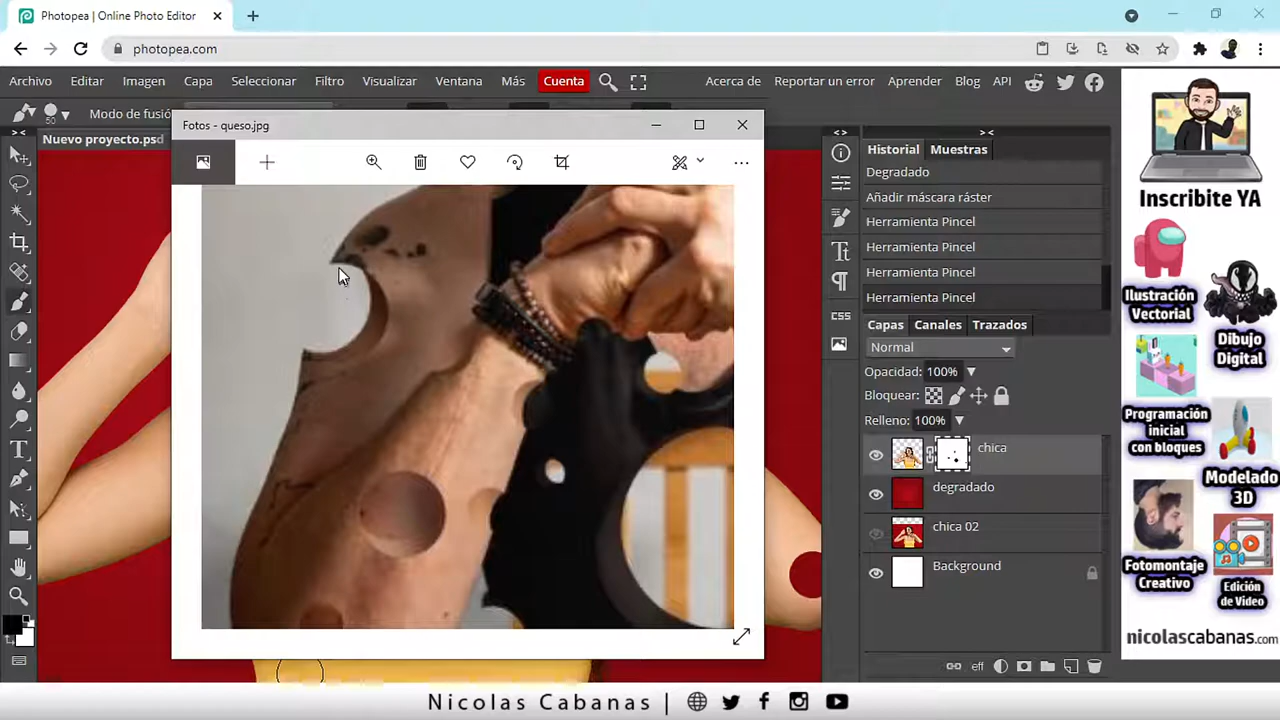 Photopea | Online Photo Editor
photopea.com
Archivo Editar Imagen Capa Seleccionar Filtro Visualizar Ventana Más Cuenta Acerca de Reportar un error Aprender Blog API
50 Modo de fusió
Nuevo proyecto.psd
Fotos - queso.jpg
Historial Muestras
Degradado
Añadir máscara ráster
Herramienta Pincel
Herramienta Pincel
Herramienta Pincel
Herramienta Pincel
CSS
Capas Canales Trazados
Normal
Opacidad: 100%
Bloquear:
Relleno: 100%
chica
degradado
chica 02
Background
eff
Inscribite YA
Ilustración
Vectorial
Dibujo
Digital
Programación
inicial
con bloques
Modelado
3D
Fotomontaje
Creativo
Edición
de Video
nicolascabanas.com
Nicolas Cabanas |